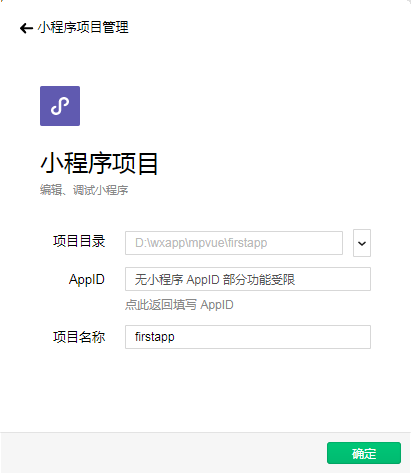 小程序项目管理
小程序项目
编辑、调试小程序
项目目录 D:\wxapp\mpvue\firstapp
AppID 无小程序 AppID 部分功能受限
点此返回填写 AppID
项目名称 firstapp
确定